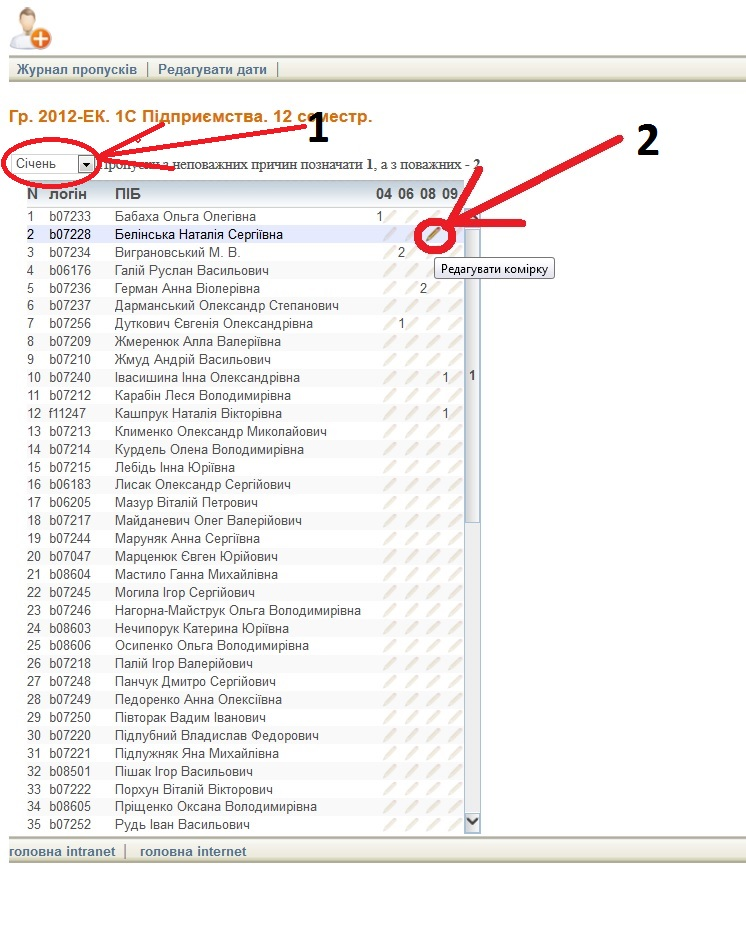 Журнал пропусків | Редагувати дати |
Гр. 2012-ЕК. 1С Підприємства. 12 семестр.
1
2
Січень Пропуски з неповажних причин позначати 1, а з поважних - 2
N логін ПІБ 04 06 08 09
1 b07233 Бабаха Ольга Олегівна 1
2 b07228 Белінська Наталія Сергіївна
3 b07234 Виграновський М. В. 2
Редагувати комірку
4 b06176 Галій Руслан Васильович
5 b07236 Герман Анна Віолерівна 2
6 b07237 Дарманський Олександр Степанович
7 b07256 Дуткович Євгенія Олександрівна 1
8 b07209 Жмеренюк Алла Валеріївна
9 b07210 Жмуд Андрій Васильович
10 b07240 Івасишина Інна Олександрівна 1 1
11 b07212 Карабін Леся Володимирівна
12 f11247 Кашпрук Наталія Вікторівна 1
13 b07213 Клименко Олександр Миколайович
14 b07214 Курдель Олена Володимирівна
15 b07215 Лебідь Інна Юріївна
16 b06183 Лисак Олександр Сергійович
17 b06205 Мазур Віталій Петрович
18 b07217 Майданевич Олег Валерійович
19 b07244 Маруняк Анна Сергіївна
20 b07047 Марценюк Євген Юрійович
21 b08604 Мастило Ганна Михайлівна
22 b07245 Могила Ігор Сергійович
23 b07246 Нагорна-Майструк Ольга Володимирівна
24 b08603 Нечипорук Катерина Юріївна
25 b08606 Осипенко Ольга Володимирівна
26 b07218 Палій Ігор Валерійович
27 b07248 Панчук Дмитро Сергійович
28 b07249 Педоренко Анна Олексіївна
29 b07250 Півторак Вадим Іванович
30 b07220 Підлубний Владислав Федорович
31 b07221 Підлужняк Яна Михайлівна
32 b08501 Пішак Ігор Васильович
33 b07222 Порхун Віталій Вікторович
34 b08605 Пріщенко Оксана Володимирівна
35 b07252 Рудь Іван Васильович
головна intranet | головна internet